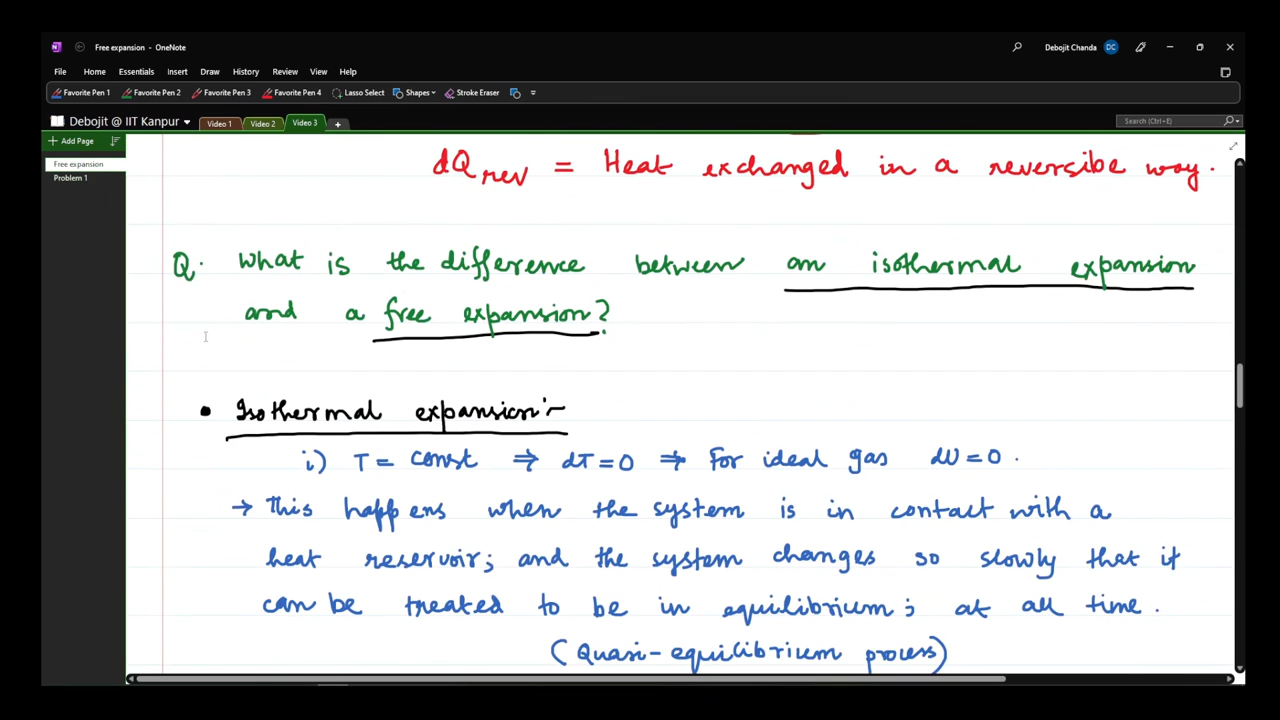 Free expansion - OneNote
Debojit Chanda DC
File Home Essentials Insert Draw History Review View Help
Favorite Pen 1 Favorite Pen 2 Favorite Pen 3 Favorite Pen 4 Lasso Select Shapes Stroke Eraser
Debojit @ IIT Kanpur Video 1 Video 2 Video 3 + Search (Ctrl+E)
Add Page
Free expansion
Problem 1
dQrev = Heat exchanged in a reversibe way.
Q. What is the difference between an isothermal expansion
and a free expansion?
• Isothermal expansion:-
i) T = const ⇒ dT = 0 ⇒ For ideal gas dU = 0.
→ This happens when the system is in contact with a
heat reservoir; and the system changes so slowly that it
can be treated to be in equilibrium; at all time.
(Quasi-equilibrium process)